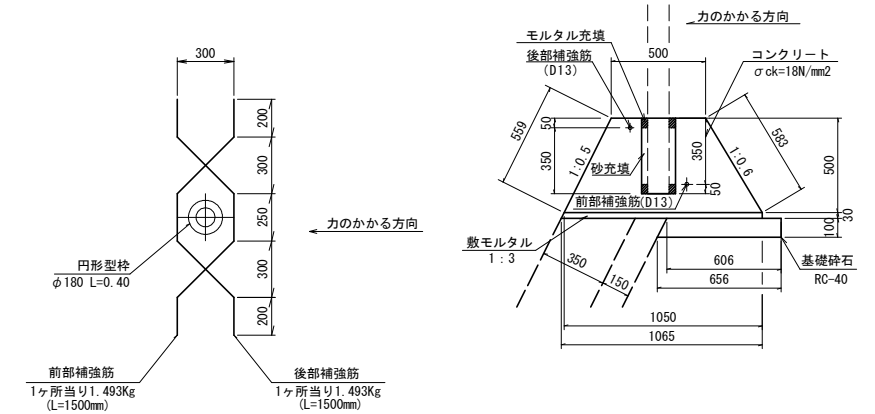 300
200
300
250
300
200
力のかかる方向
円形型枠
φ180 L=0.40
前部補強筋
1ヶ所当り1.493Kg
(L=1500mm)
後部補強筋
1ヶ所当り1.493Kg
(L=1500mm)
力のかかる方向
モルタル充填
後部補強筋
(D13)
500
コンクリート
σck=18N/mm2
559
50
350
1:0.5
砂充填
350
50
1:0.6
583
500
30
100
前部補強筋(D13)
敷モルタル
1：3
350
150
606
656
基礎砕石
RC-40
1050
1065